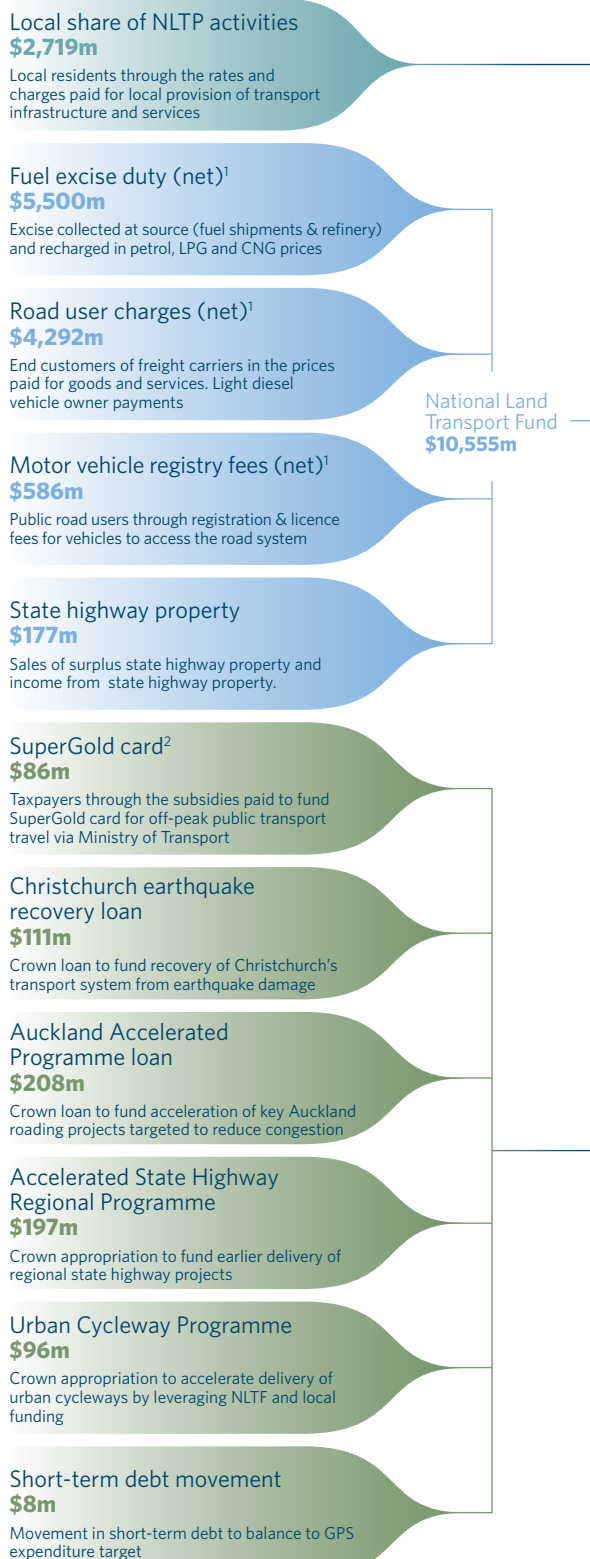 Local share of NLTP activities
$2,719m
Local residents through the rates and
charges paid for local provision of transport
infrastructure and services
Fuel excise duty (net)¹
$5,500m
Excise collected at source (fuel shipments & refinery)
and recharged in petrol, LPG and CNG prices
Road user charges (net)¹
$4,292m
End customers of freight carriers in the prices
paid for goods and services. Light diesel
vehicle owner payments
National Land
Transport Fund
$10,555m
Motor vehicle registry fees (net)¹
$586m
Public road users through registration & licence
fees for vehicles to access the road system
State highway property
$177m
Sales of surplus state highway property and
income from state highway property.
SuperGold card²
$86m
Taxpayers through the subsidies paid to fund
SuperGold card for off-peak public transport
travel via Ministry of Transport
Christchurch earthquake
recovery loan
$111m
Crown loan to fund recovery of Christchurch's
transport system from earthquake damage
Auckland Accelerated
Programme loan
$208m
Crown loan to fund acceleration of key Auckland
roading projects targeted to reduce congestion
Accelerated State Highway
Regional Programme
$197m
Crown appropriation to fund earlier delivery of
regional state highway projects
Urban Cycleway Programme
$96m
Crown appropriation to accelerate delivery of
urban cycleways by leveraging NLTF and local
funding
Short-term debt movement
$8m
Movement in short-term debt to balance to GPS
expenditure target